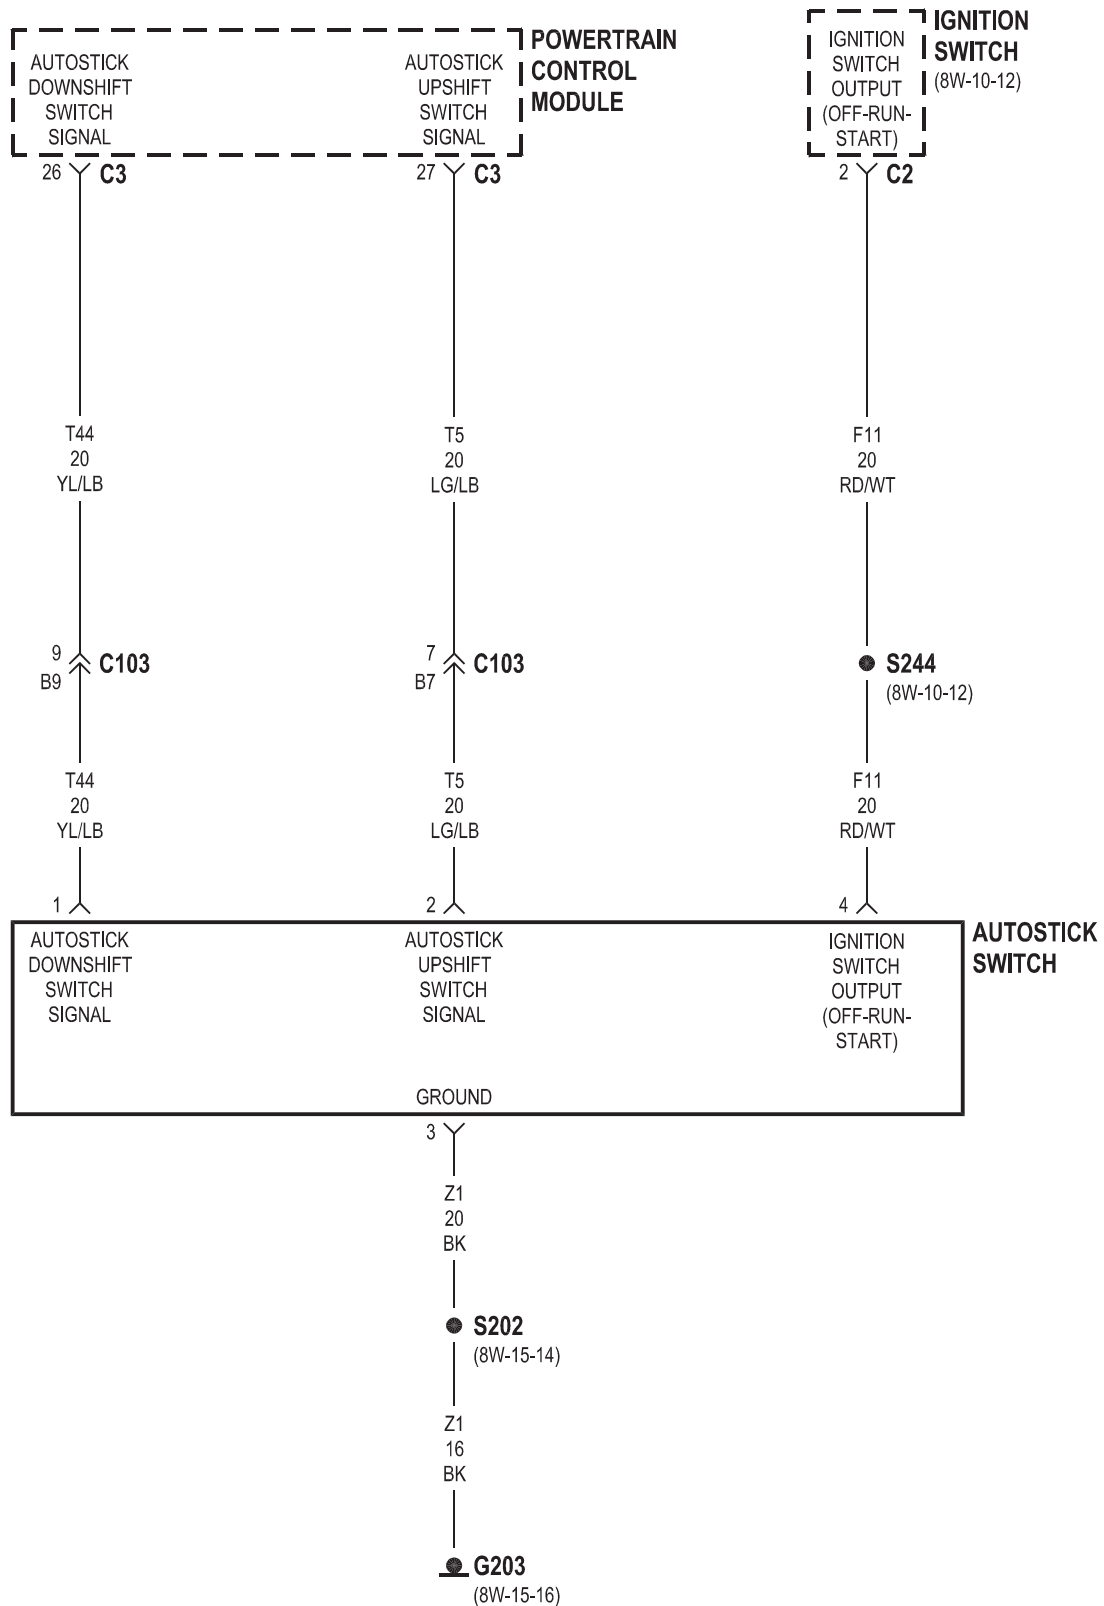 POWERTRAIN
CONTROL
MODULE
AUTOSTICK
DOWNSHIFT
SWITCH
SIGNAL
AUTOSTICK
UPSHIFT
SWITCH
SIGNAL
IGNITION
SWITCH
(8W-10-12)
IGNITION
SWITCH
OUTPUT
(OFF-RUN-
START)
26 C3
27 C3
2 C2
T44
20
YL/LB
T5
20
LG/LB
F11
20
RD/WT
9
B9
C103
7
B7
C103
S244
(8W-10-12)
T44
20
YL/LB
T5
20
LG/LB
F11
20
RD/WT
1
2
4
AUTOSTICK
SWITCH
AUTOSTICK
DOWNSHIFT
SWITCH
SIGNAL
AUTOSTICK
UPSHIFT
SWITCH
SIGNAL
IGNITION
SWITCH
OUTPUT
(OFF-RUN-
START)
GROUND
3
Z1
20
BK
S202
(8W-15-14)
Z1
16
BK
G203
(8W-15-16)